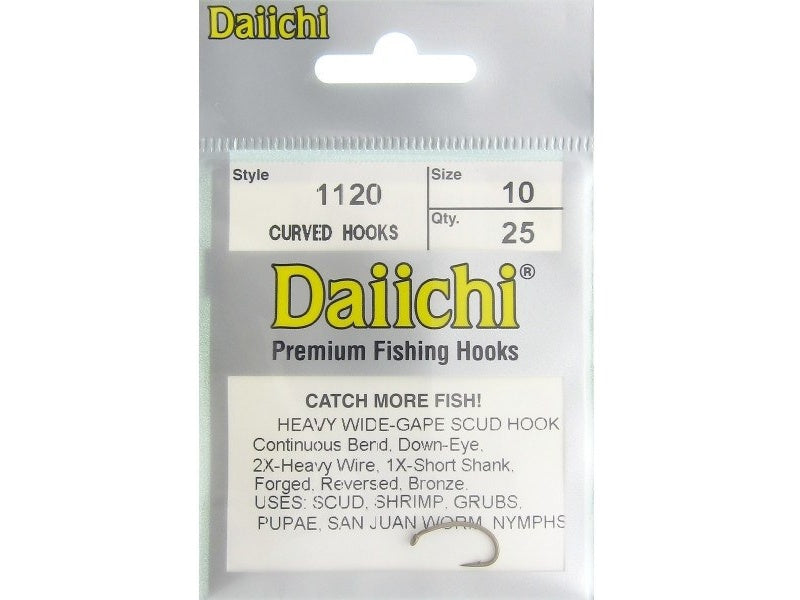 Daiichi
Style
1120
CURVED HOOKS
Size
10
Qty.
25
Daiichi®
Premium Fishing Hooks
CATCH MORE FISH!
HEAVY WIDE-GAPE SCUD HOOK
Continuous Bend, Down-Eye,
2X-Heavy Wire, 1X-Short Shank,
Forged, Reversed, Bronze.
USES: SCUD, SHRIMP, GRUBS,
PUPAE, SAN JUAN WORM, NYMPHS